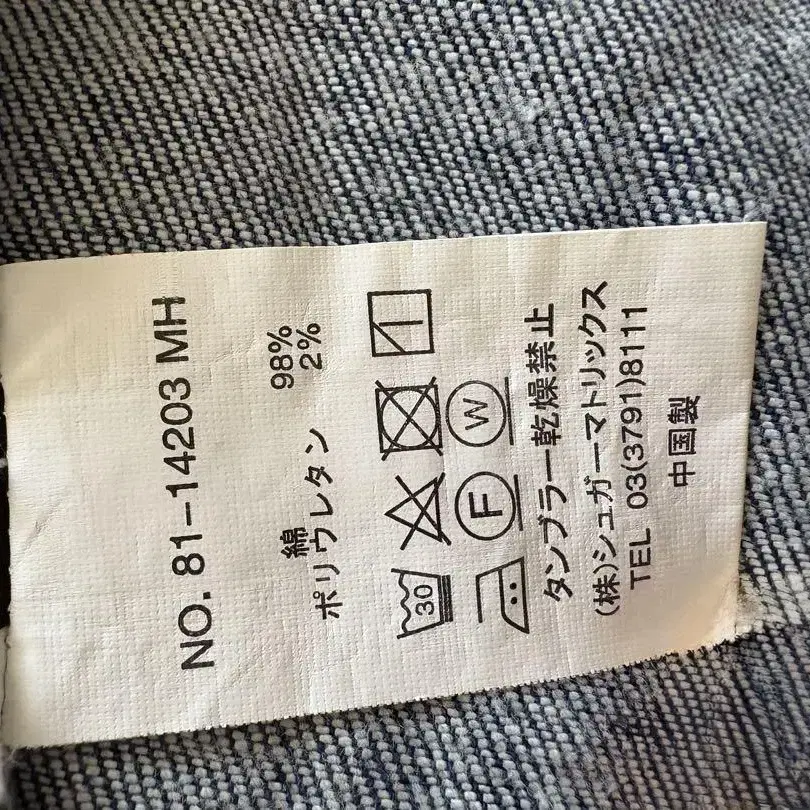 NO. 81-14203 MH
綿 98%
ポリウレタン 2%
30
F W
タンブラー乾燥禁止
(株)シュガーマトリックス
TEL 03(3791)8111
中国製